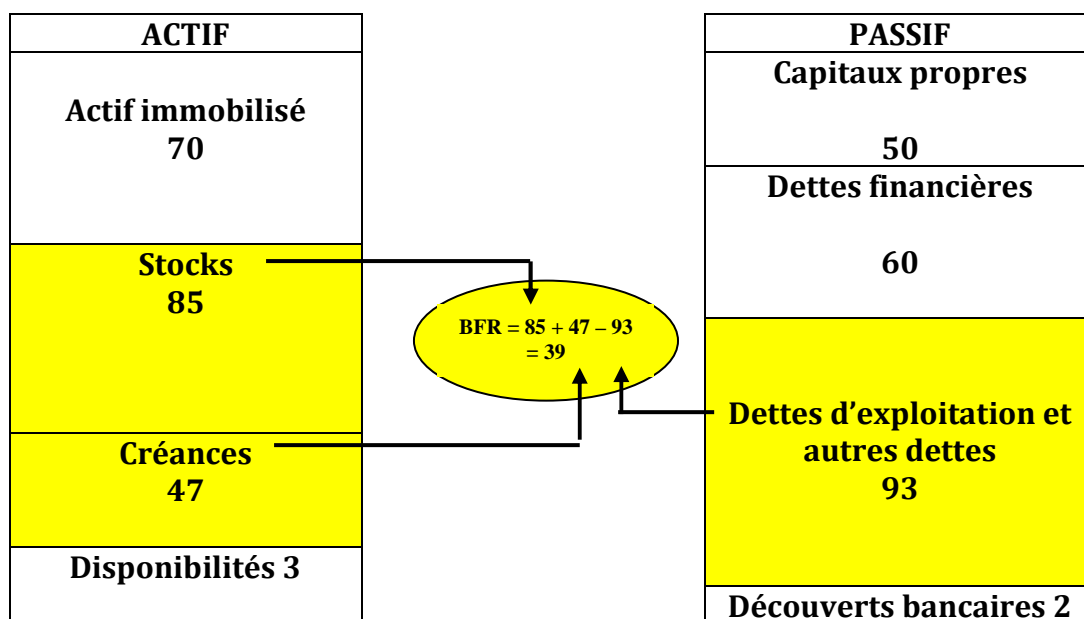 ACTIF
Actif immobilisé
70
Stocks
85
Créances
47
Disponibilités 3
BFR = 85 + 47 – 93
= 39
PASSIF
Capitaux propres
50
Dettes financières
60
Dettes d’exploitation et
autres dettes
93
Découverts bancaires 2